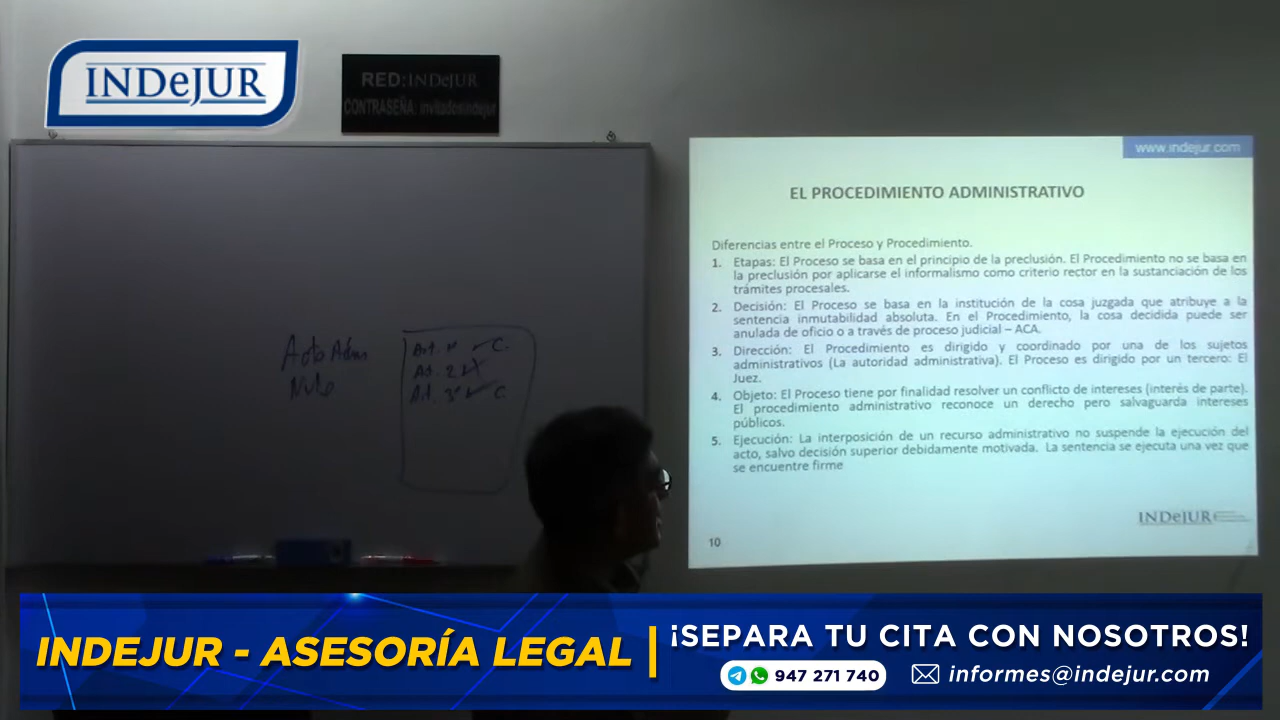 INDeJUR
RED:INDeJUR
CONTRASEÑA: invitadosindejur
www.indejur.com
EL PROCEDIMIENTO ADMINISTRATIVO
Diferencias entre el Proceso y Procedimiento.
1. Etapas: El Proceso se basa en el principio de la preclusión. El Procedimiento no se basa en
la preclusión por aplicarse el informalismo como criterio rector en la sustanciación de los
trámites procesales.
2. Decisión: El Proceso se basa en la institución de la cosa juzgada que atribuye a la
sentencia inmutabilidad absoluta. En el Procedimiento, la cosa decidida puede ser
anulada de oficio o a través de proceso judicial – ACA.
3. Dirección: El Procedimiento es dirigido y coordinado por una de los sujetos
administrativos (La autoridad administrativa). El Proceso es dirigido por un tercero: El
Juez.
4. Objeto: El Proceso tiene por finalidad resolver un conflicto de intereses (interés de parte).
El procedimiento administrativo reconoce un derecho pero salvaguarda intereses
públicos.
5. Ejecución: La interposición de un recurso administrativo no suspende la ejecución del
acto, salvo decisión superior debidamente motivada. La sentencia se ejecuta una vez que
se encuentre firme
INDeJUR
10
Acto Adm
Nulo
Art. 1º C.
Art. 2
Art. 3º C.
INDEJUR - ASESORÍA LEGAL
¡SEPARA TU CITA CON NOSOTROS!
947 271 740
informes@indejur.com